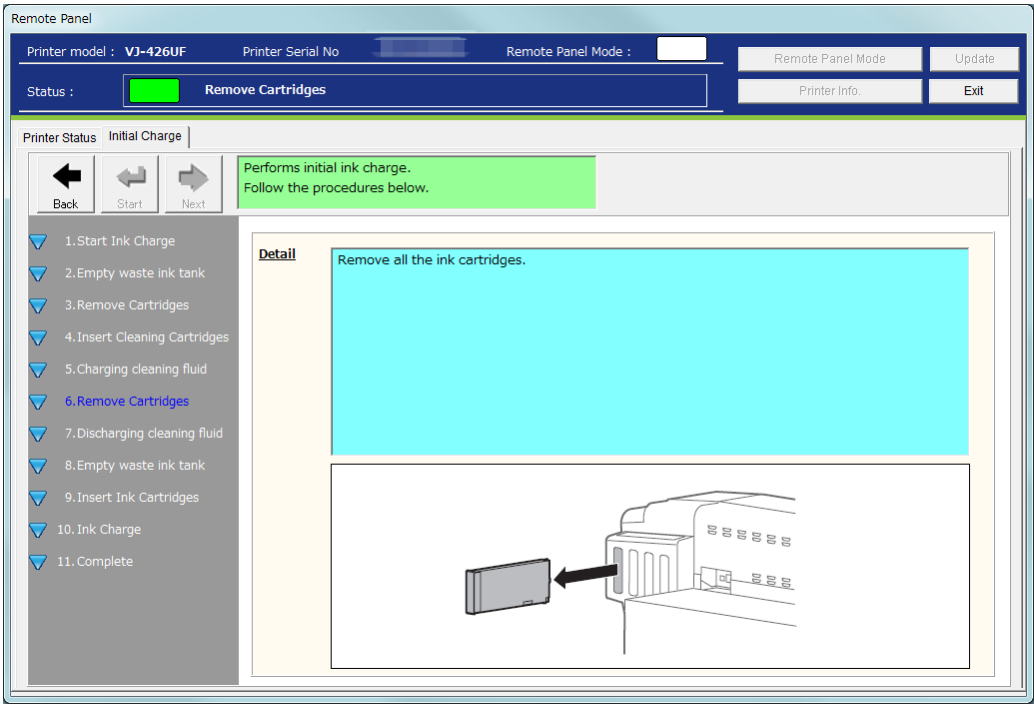 Remote Panel
Printer model : VJ-426UF Printer Serial No Remote Panel Mode :
Remote Panel Mode Update
Status : Remove Cartridges
Printer Info. Exit
Printer Status Initial Charge
Back Start Next
Performs initial ink charge.
Follow the procedures below.
1.Start Ink Charge
2.Empty waste ink tank
3.Remove Cartridges
4.Insert Cleaning Cartridges
5.Charging cleaning fluid
6.Remove Cartridges
7.Discharging cleaning fluid
8.Empty waste ink tank
9.Insert Ink Cartridges
10.Ink Charge
11.Complete
Detail
Remove all the ink cartridges.